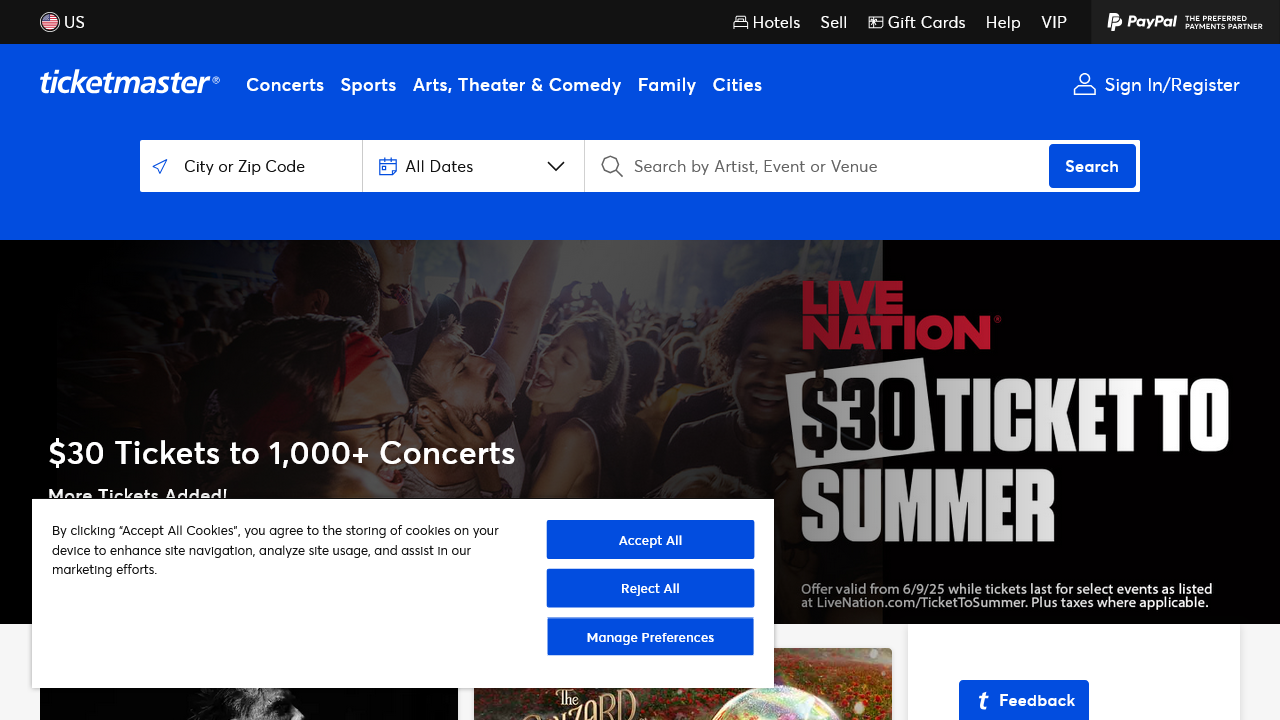 US
Hotels
Sell
Gift Cards
Help
VIP
PayPal
THE PREFERRED
PAYMENTS PARTNER
ticketmaster®
Concerts
Sports
Arts, Theater & Comedy
Family
Cities
Sign In/Register
City or Zip Code
All Dates
Search by Artist, Event or Venue
Search
LIVE
NATION®
$30 TICKET TO
SUMMER
Offer valid from 6/9/25 while tickets last for select events as listed
at LiveNation.com/TicketToSummer. Plus taxes where applicable.
$30 Tickets to 1,000+ Concerts
More Tickets Added!
By clicking “Accept All Cookies”, you agree to the storing of cookies on your
device to enhance site navigation, analyze site usage, and assist in our
marketing efforts.
Accept All
Reject All
Manage Preferences
The
WIZARD
t Feedback